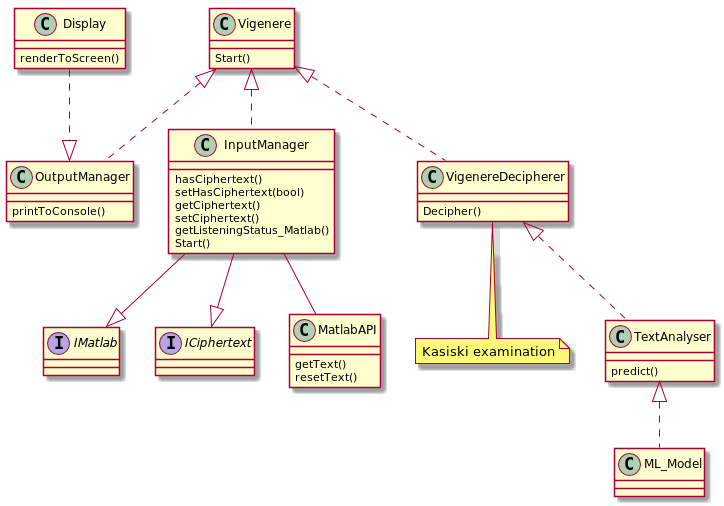 C Display
renderToScreen()
C Vigenere
Start()
C OutputManager
printToConsole()
C InputManager
hasCiphertext()
setHasCiphertext(bool)
getCiphertext()
setCiphertext()
getListeningStatus_Matlab()
Start()
C VigenereDecipherer
Decipher()
I IMatlab
I ICiphertext
C MatlabAPI
getText()
resetText()
Kasiski examination
C TextAnalyser
predict()
C ML_Model